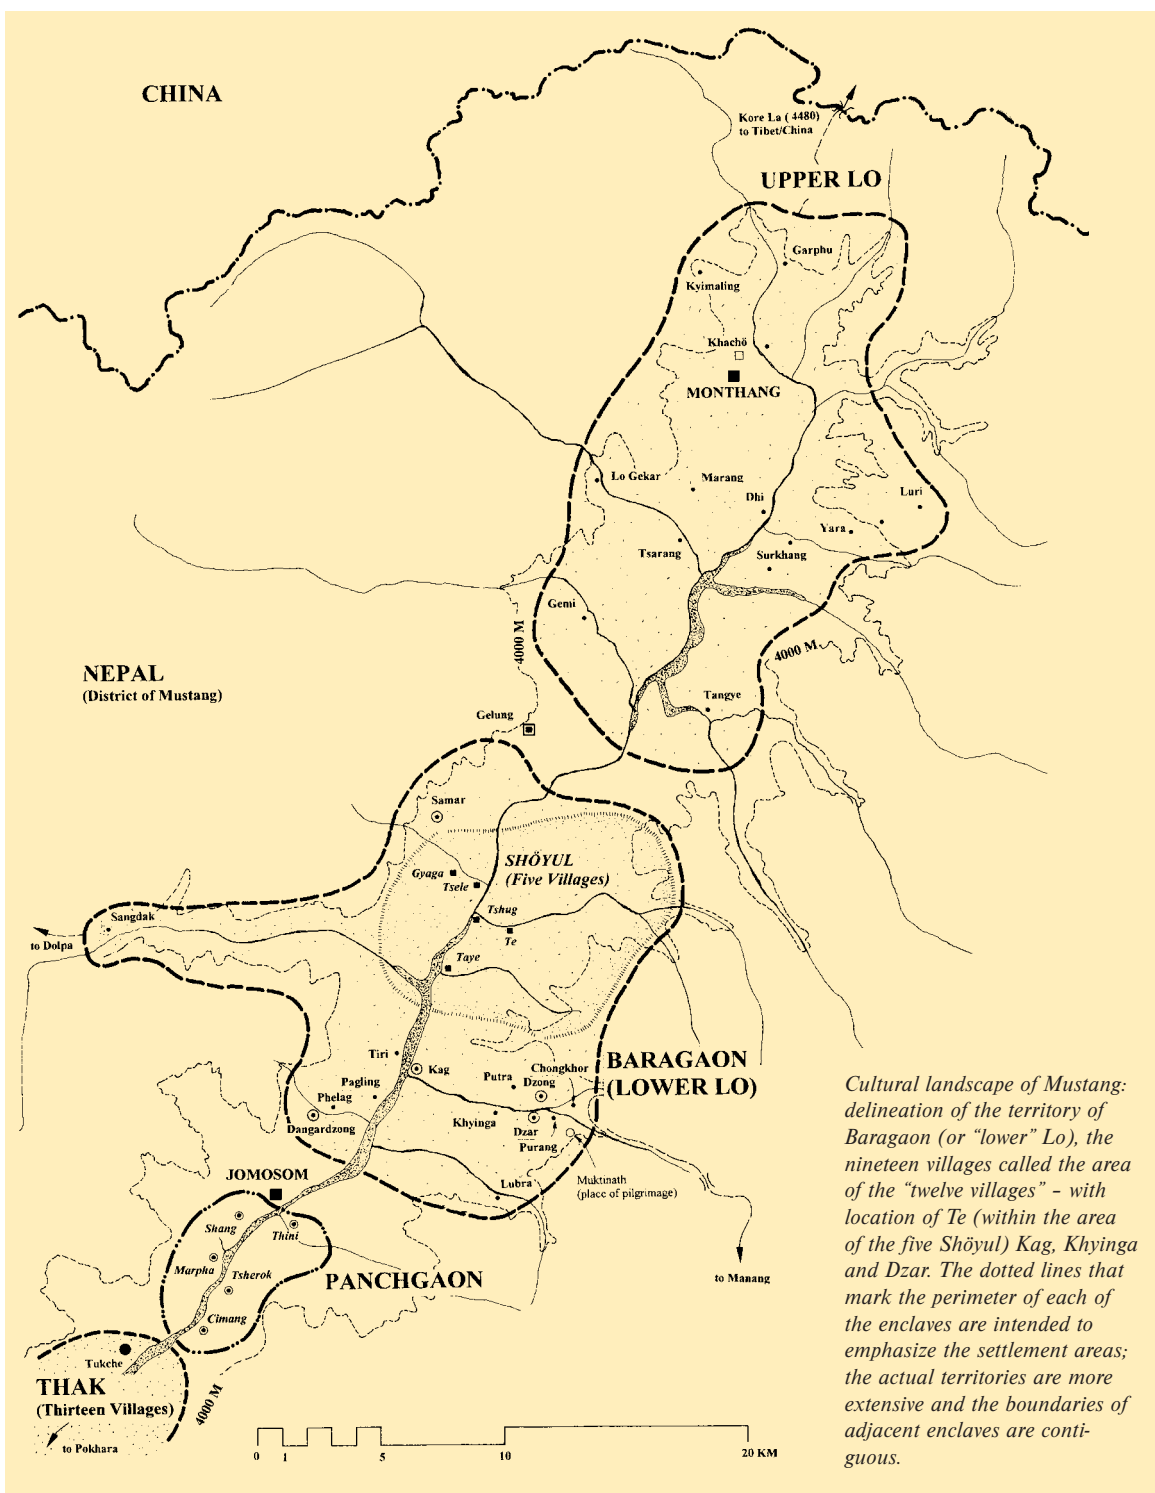 CHINA
Kore La ( 4480)
to Tibet/China
UPPER LO
Garphu
Kyimaling
Khachö
MONTHANG
Lo Gekar
Marang
Dhi
Luri
Yara
Tsarang
Surkhang
Gemi
4000 M
4000 M
NEPAL
(District of Mustang)
Tangye
Gelung
Samar
SHÖYUL
(Five Villages)
Gyaga
Tsele
Tshug
Te
Taye
Sangdak
to Dolpa
Tiri
Kag
BARAGAON
(LOWER LO)
Chongkhor
Putra
Dzong
Pagling
Phelag
Dangardzong
Khyinga
Dzar
Purang
Muktinath
(place of pilgrimage)
Lubra
JOMOSOM
Shang
Thini
Marpha
Tsherok
Cimang
PANCHGAON
to Manang
Tukche
THAK
(Thirteen Villages)
4000 M
to Pokhara
0 1 5 10 20 KM
Cultural landscape of Mustang:
delineation of the territory of
Baragaon (or “lower” Lo), the
nineteen villages called the area
of the “twelve villages” – with
location of Te (within the area
of the five Shöyul) Kag, Khyinga
and Dzar. The dotted lines that
mark the perimeter of each of
the enclaves are intended to
emphasize the settlement areas;
the actual territories are more
extensive and the boundaries of
adjacent enclaves are conti-
guous.